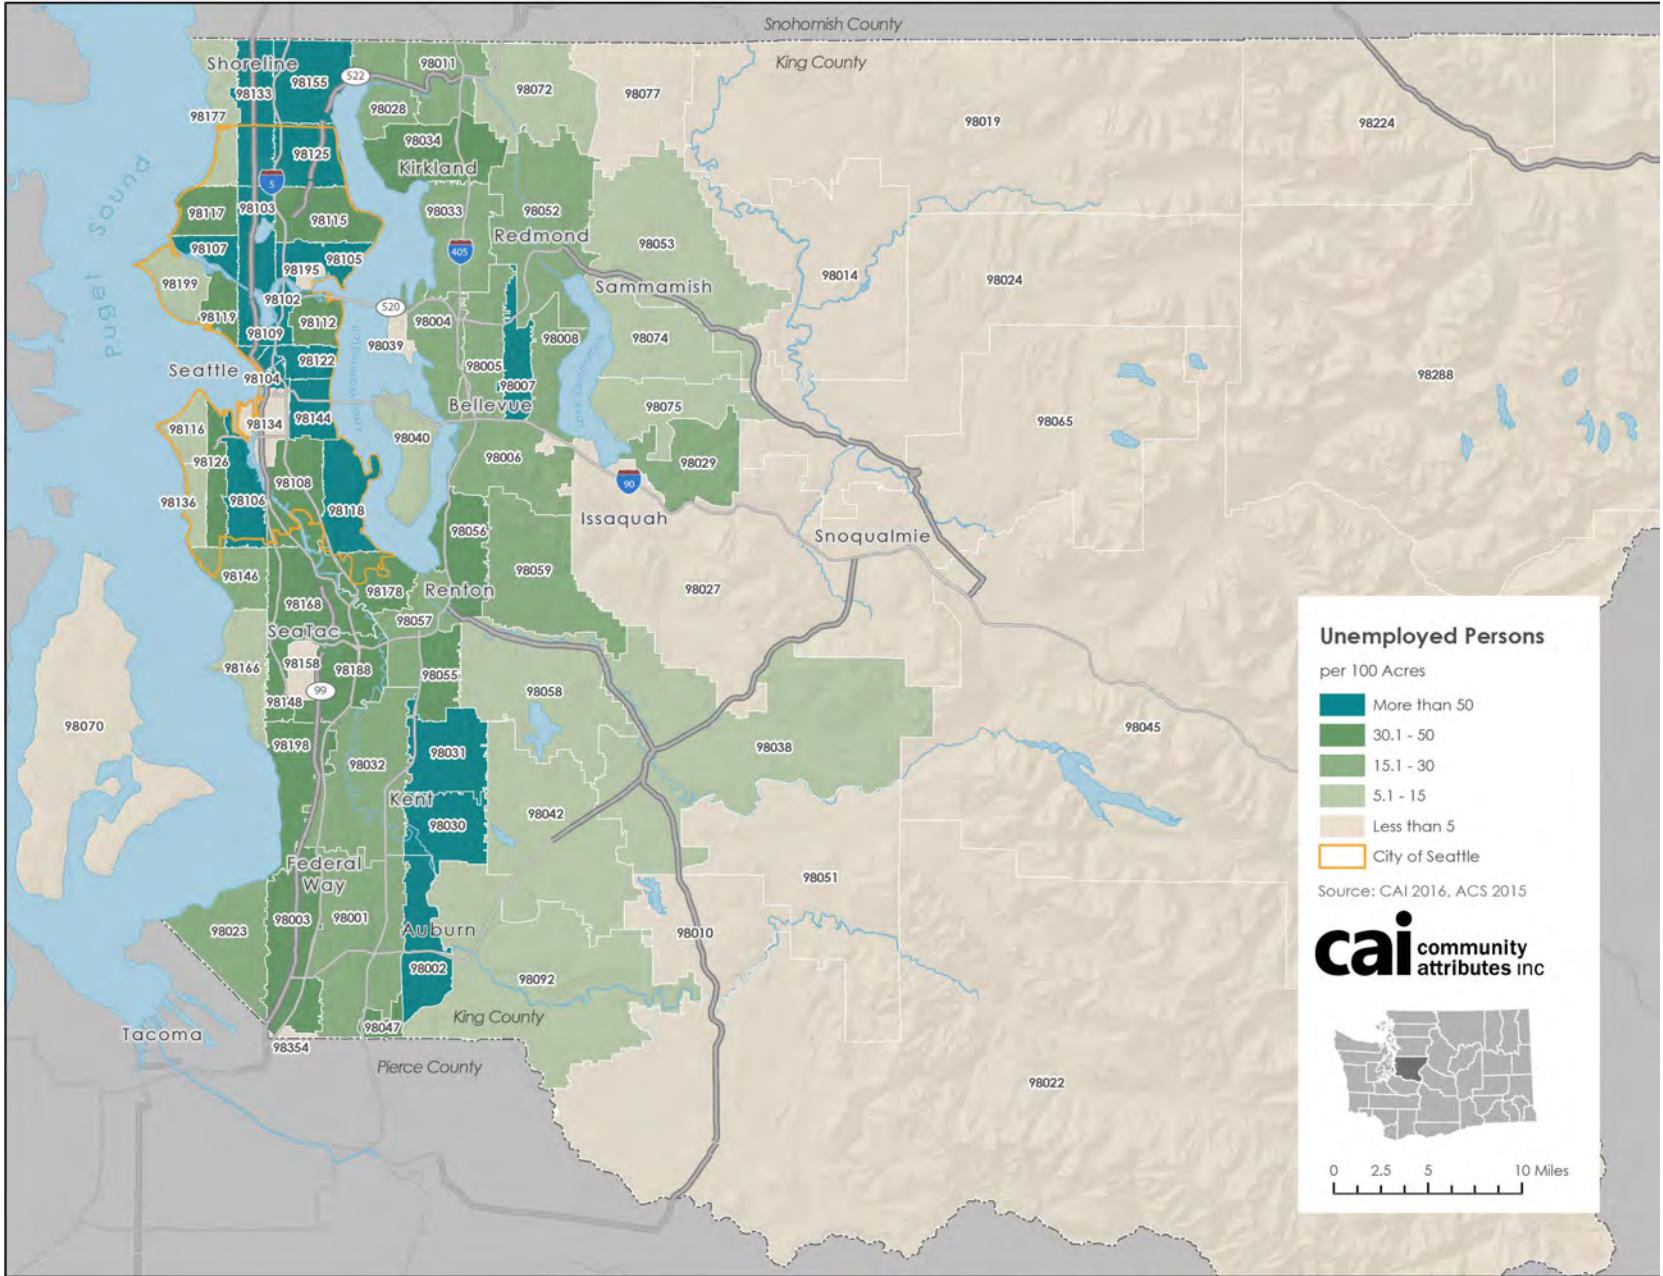 Snohomish County
King County
Shoreline
98155
522
98011
98133
98072
98077
98028
98177
98019
98224
98034
98125
Kirkland
5
Puget Sound
98117
98103
98115
98033
98052
Redmond
98107
98105
405
98053
98195
98014
98024
98199
98102
Sammamish
520
98119
98112
98004
98109
98039
98008
98074
98122
98005
Seattle
98104
98007
98288
Lake Washington
Lake Sammamish
Bellevue
98075
98134
98144
98065
98116
98040
98126
98006
98029
98108
90
98136
98106
98118
Issaquah
98056
Snoqualmie
98146
98059
98178
Renton
98027
98168
98057
SeaTac
98158
98166
98188
98055
99
98058
98148
98070
98045
98198
98031
98038
98032
Kent
98030
98042
Federal
Way
98051
98003
98001
98023
Auburn
98010
98002
98092
King County
98047
Tacoma
98354
Pierce County
98022
Unemployed Persons
per 100 Acres
More than 50
30.1 - 50
15.1 - 30
5.1 - 15
Less than 5
City of Seattle
Source: CAI 2016, ACS 2015
cai community
attributes inc
0 2.5 5 10 Miles